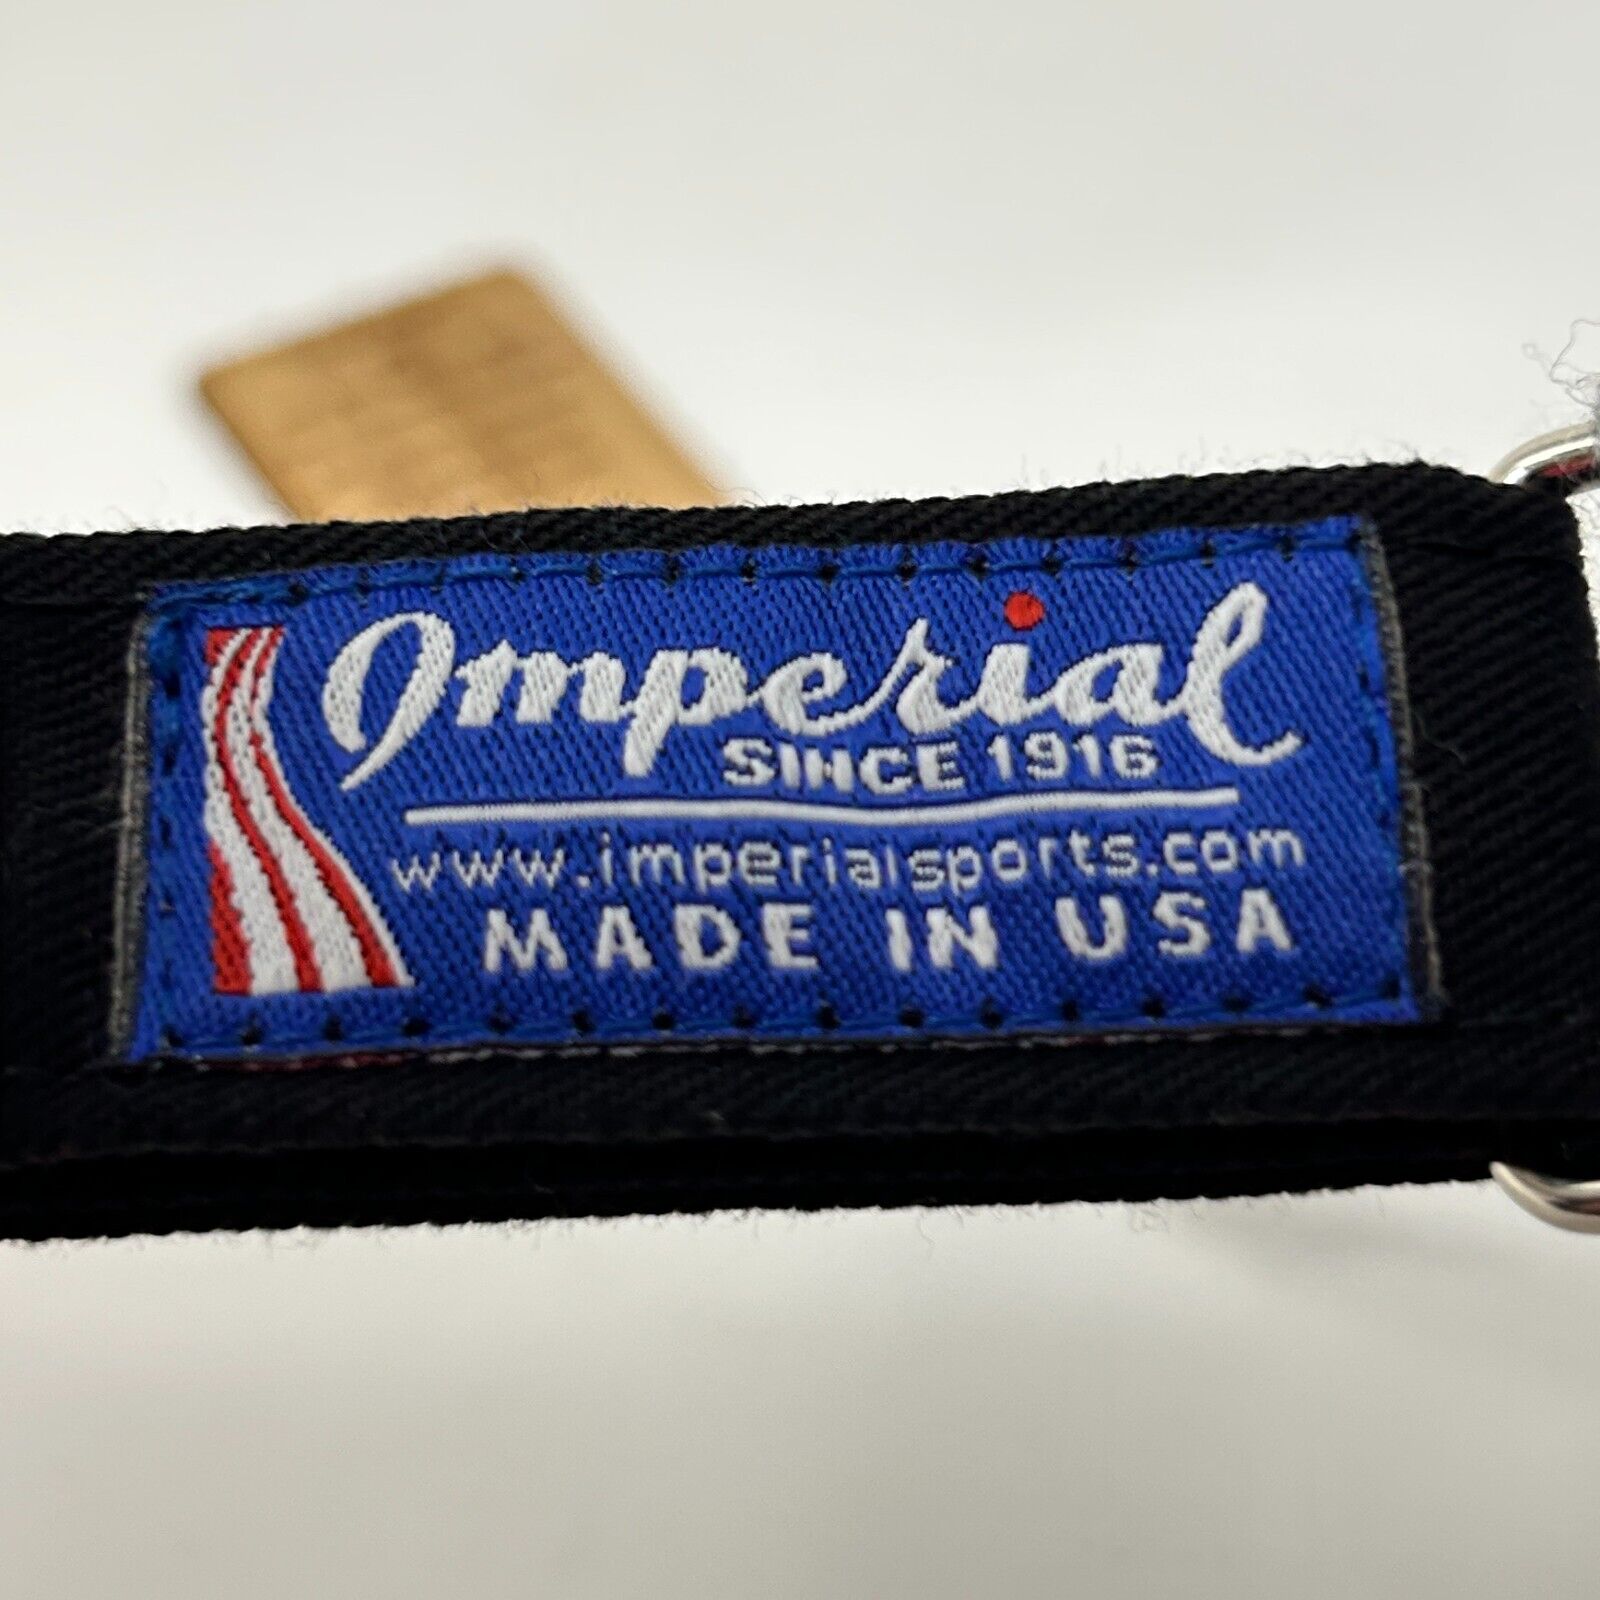 Imperial
SINCE 1916
www.imperialsports.com
MADE IN USA